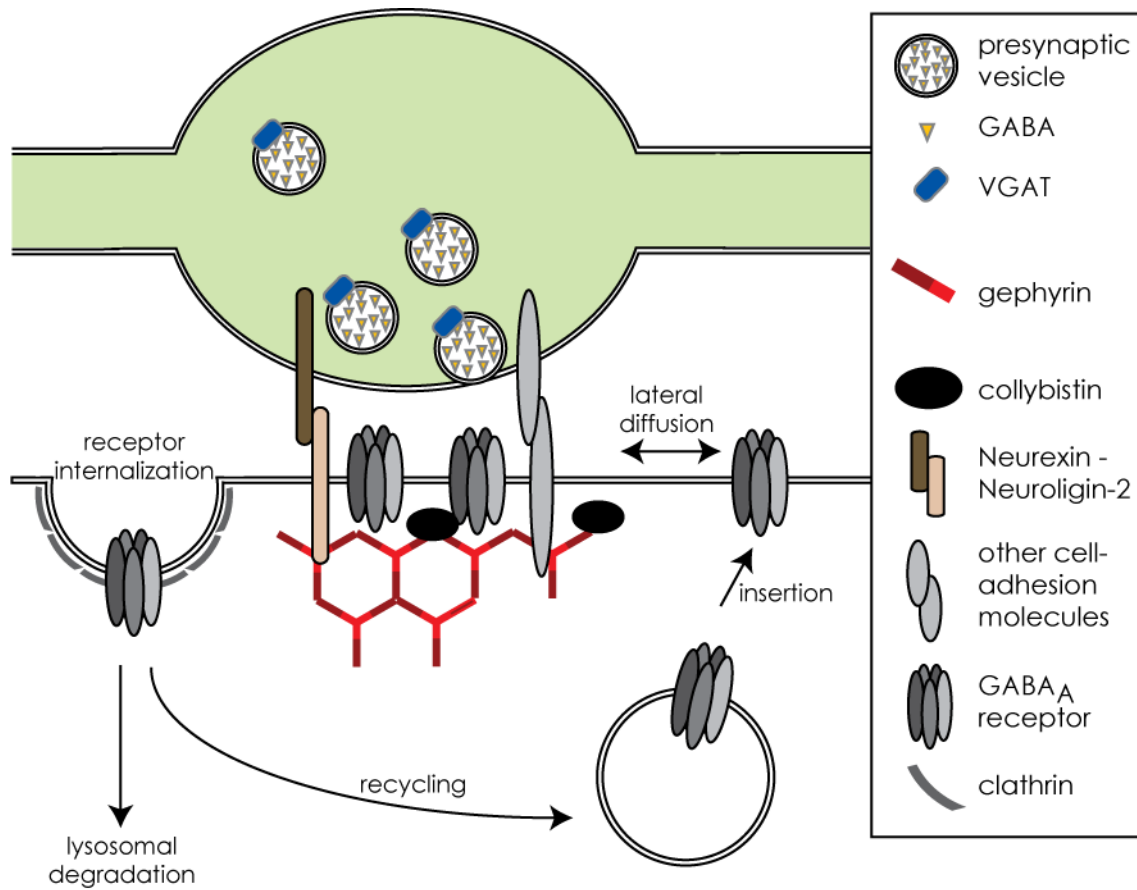 receptor
internalization
lateral
diffusion
insertion
recycling
lysosomal
degradation
presynaptic
vesicle
GABA
VGAT
gephyrin
collybistin
Neurexin -
Neuroligin-2
other cell-
adhesion
molecules
GABAA
receptor
clathrin